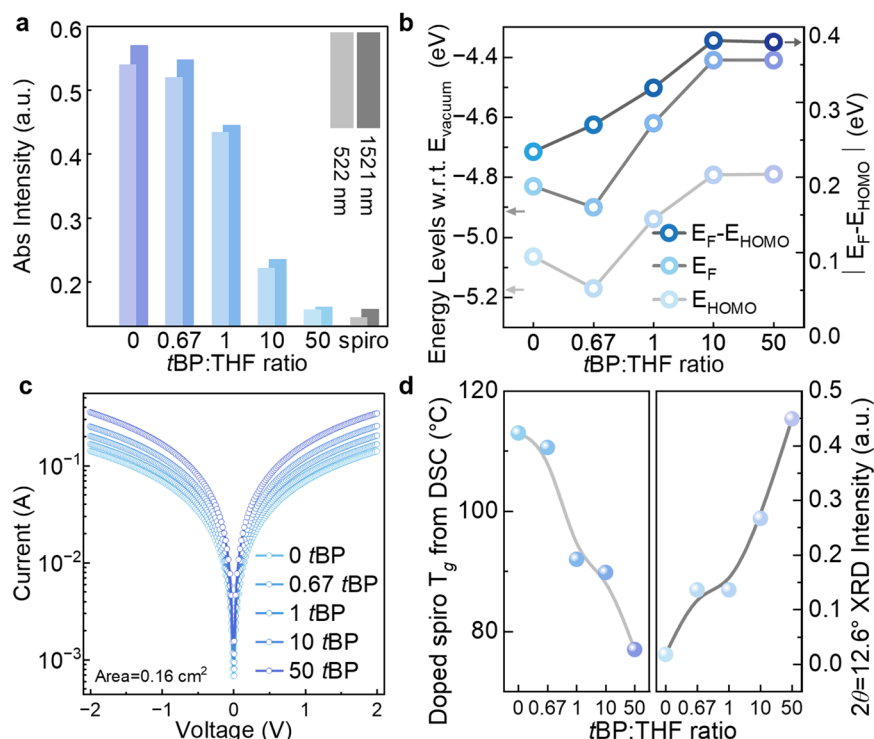 a
Abs Intensity (a.u.)
0.6
0.5
0.4
0.3
0.2
522 nm
1521 nm
0 0.67 1 10 50 spiro
tBP:THF ratio
b
Energy Levels w.r.t. Evacuum (eV)
−4.4
−4.6
−4.8
−5.0
−5.2
EF-EHOMO
EF
EHOMO
0.4
0.3
0.2
0.1
0.0
| EF-EHOMO | (eV)
0 0.67 1 10 50
tBP:THF ratio
c
Current (A)
10−1
10−2
10−3
0 tBP
0.67 tBP
1 tBP
10 tBP
50 tBP
Area=0.16 cm2
−2 −1 0 1 2
Voltage (V)
d
Doped spiro Tg from DSC (°C)
120
100
80
0 0.67 1 10 50
0 0.67 1 10 50
tBP:THF ratio
0.5
0.4
0.3
0.2
0.1
0.0
2θ=12.6° XRD Intensity (a.u.)